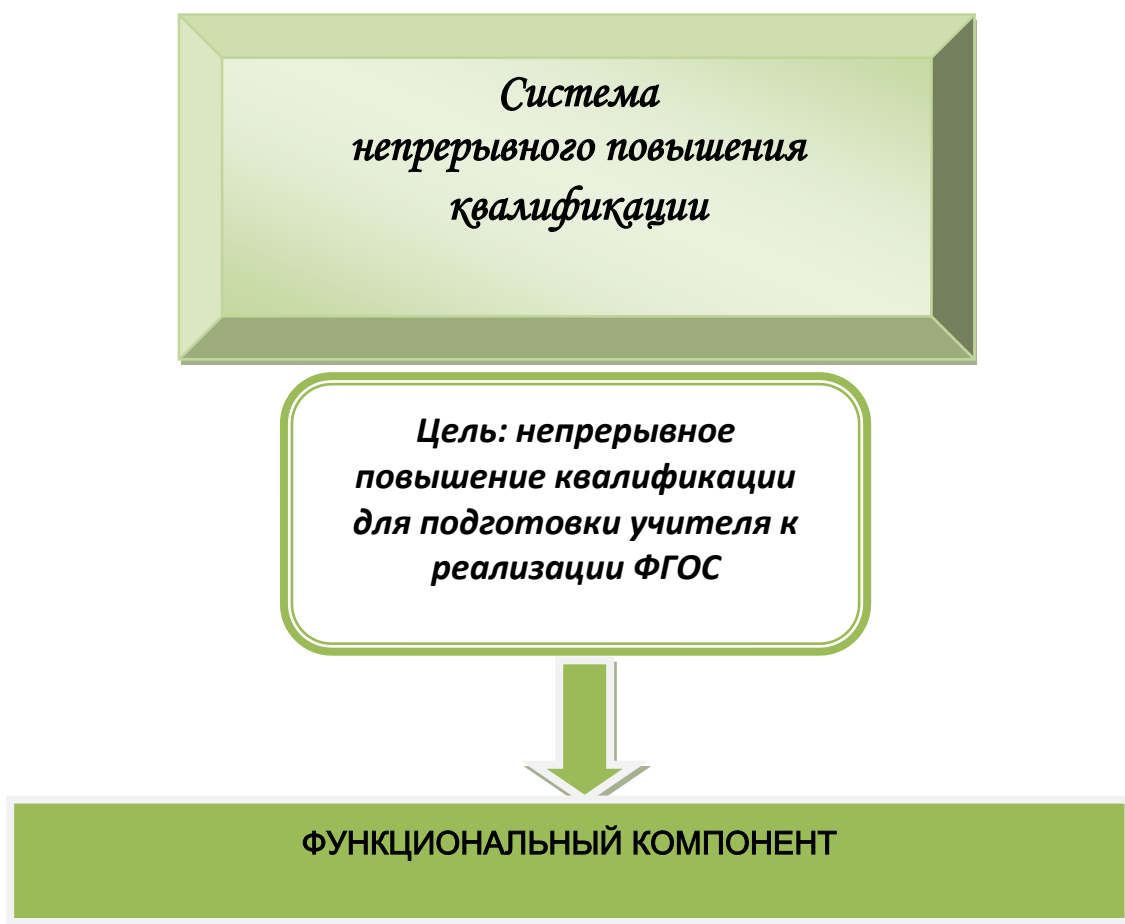 Система
непрерывного повышения
квалификации
Цель: непрерывное
повышение квалификации
для подготовки учителя к
реализации ФГОС
ФУНКЦИОНАЛЬНЫЙ КОМПОНЕНТ